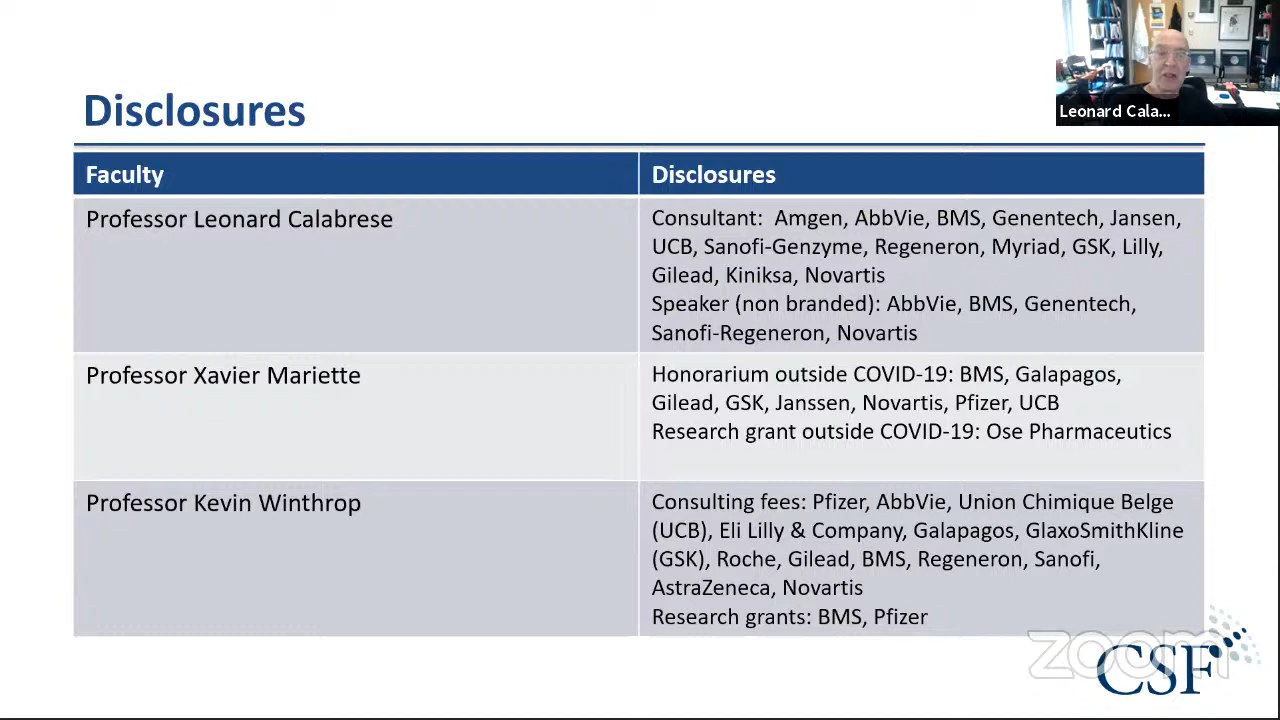 Leonard Cala...
Disclosures
Faculty
Disclosures
Professor Leonard Calabrese
Consultant: Amgen, AbbVie, BMS, Genentech, Jansen,
UCB, Sanofi-Genzyme, Regeneron, Myriad, GSK, Lilly,
Gilead, Kiniksa, Novartis
Speaker (non branded): AbbVie, BMS, Genentech,
Sanofi-Regeneron, Novartis
Professor Xavier Mariette
Honorarium outside COVID-19: BMS, Galapagos,
Gilead, GSK, Janssen, Novartis, Pfizer, UCB
Research grant outside COVID-19: Ose Pharmaceutics
Professor Kevin Winthrop
Consulting fees: Pfizer, AbbVie, Union Chimique Belge
(UCB), Eli Lilly & Company, Galapagos, GlaxoSmithKline
(GSK), Roche, Gilead, BMS, Regeneron, Sanofi,
AstraZeneca, Novartis
Research grants: BMS, Pfizer
zoom
CSF